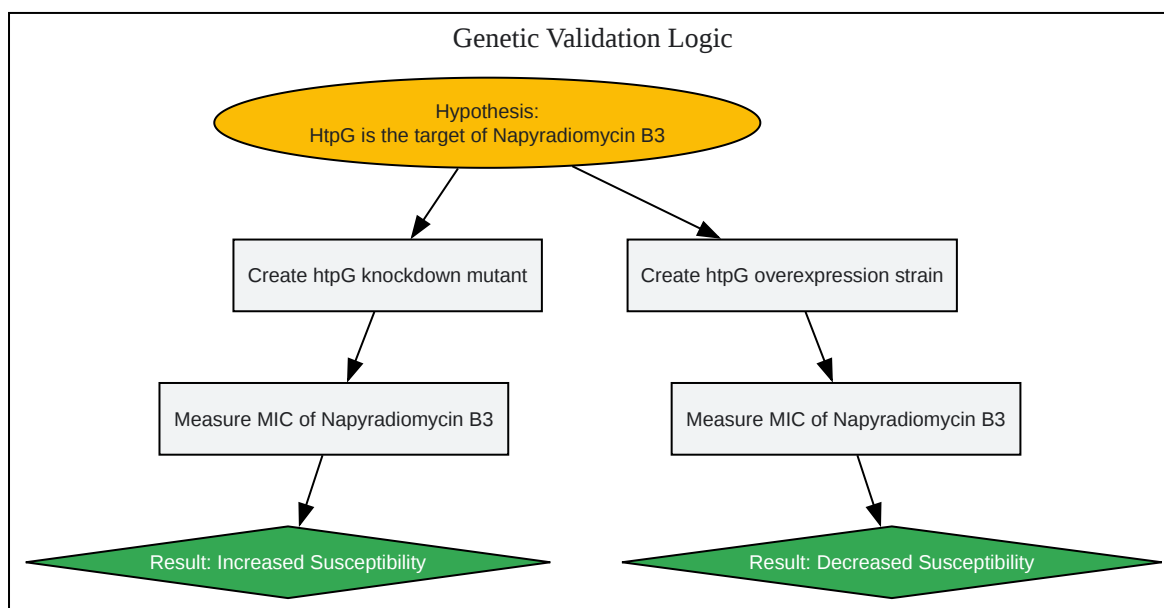 Genetic Validation Logic
Hypothesis:
HtpG is the target of Napyradiomycin B3
Create htpG knockdown mutant
Create htpG overexpression strain
Measure MIC of Napyradiomycin B3
Measure MIC of Napyradiomycin B3
Result: Increased Susceptibility
Result: Decreased Susceptibility